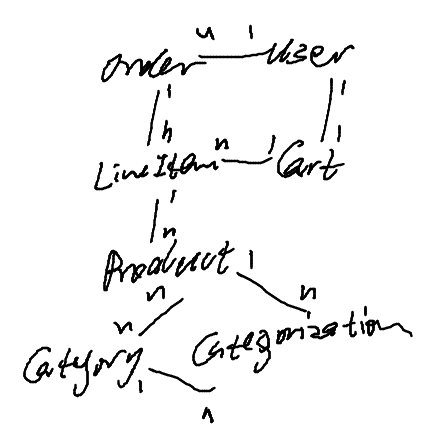 Order n 1 User
1 1
n 1
LineItem n 1 Cart
1
n
Product 1
n n
n Categorization
Category 1
n